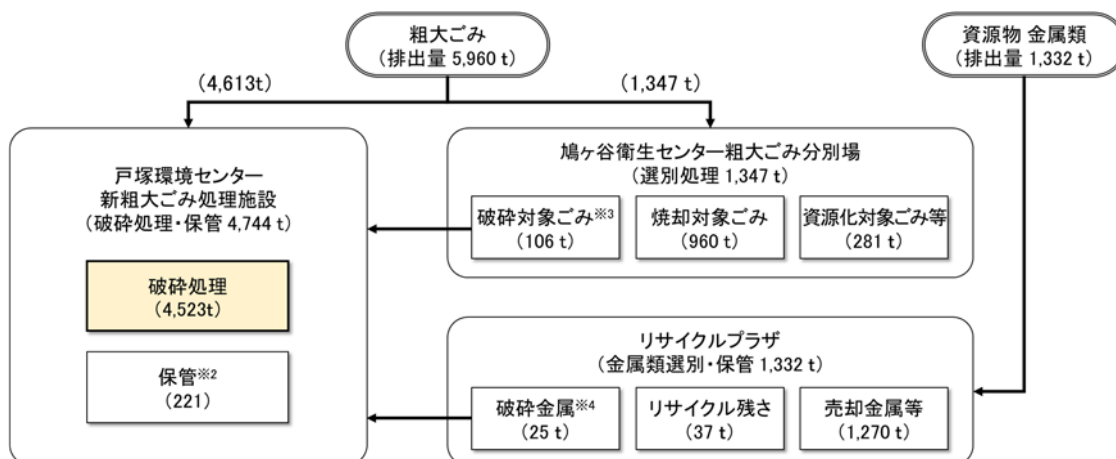 粗大ごみ
(排出量 5,960 t)
資源物 金属類
(排出量 1,332 t)
(4,613t)
(1,347 t)
戸塚環境センター
新粗大ごみ処理施設
(破砕処理・保管 4,744 t)
破砕処理
(4,523t)
保管※2
(221)
鳩ヶ谷衛生センター粗大ごみ分別場
(選別処理 1,347 t)
破砕対象ごみ※3
(106 t)
焼却対象ごみ
(960 t)
資源化対象ごみ等
(281 t)
リサイクルプラザ
(金属類選別・保管 1,332 t)
破砕金属※4
(25 t)
リサイクル残さ
(37 t)
売却金属等
(1,270 t)